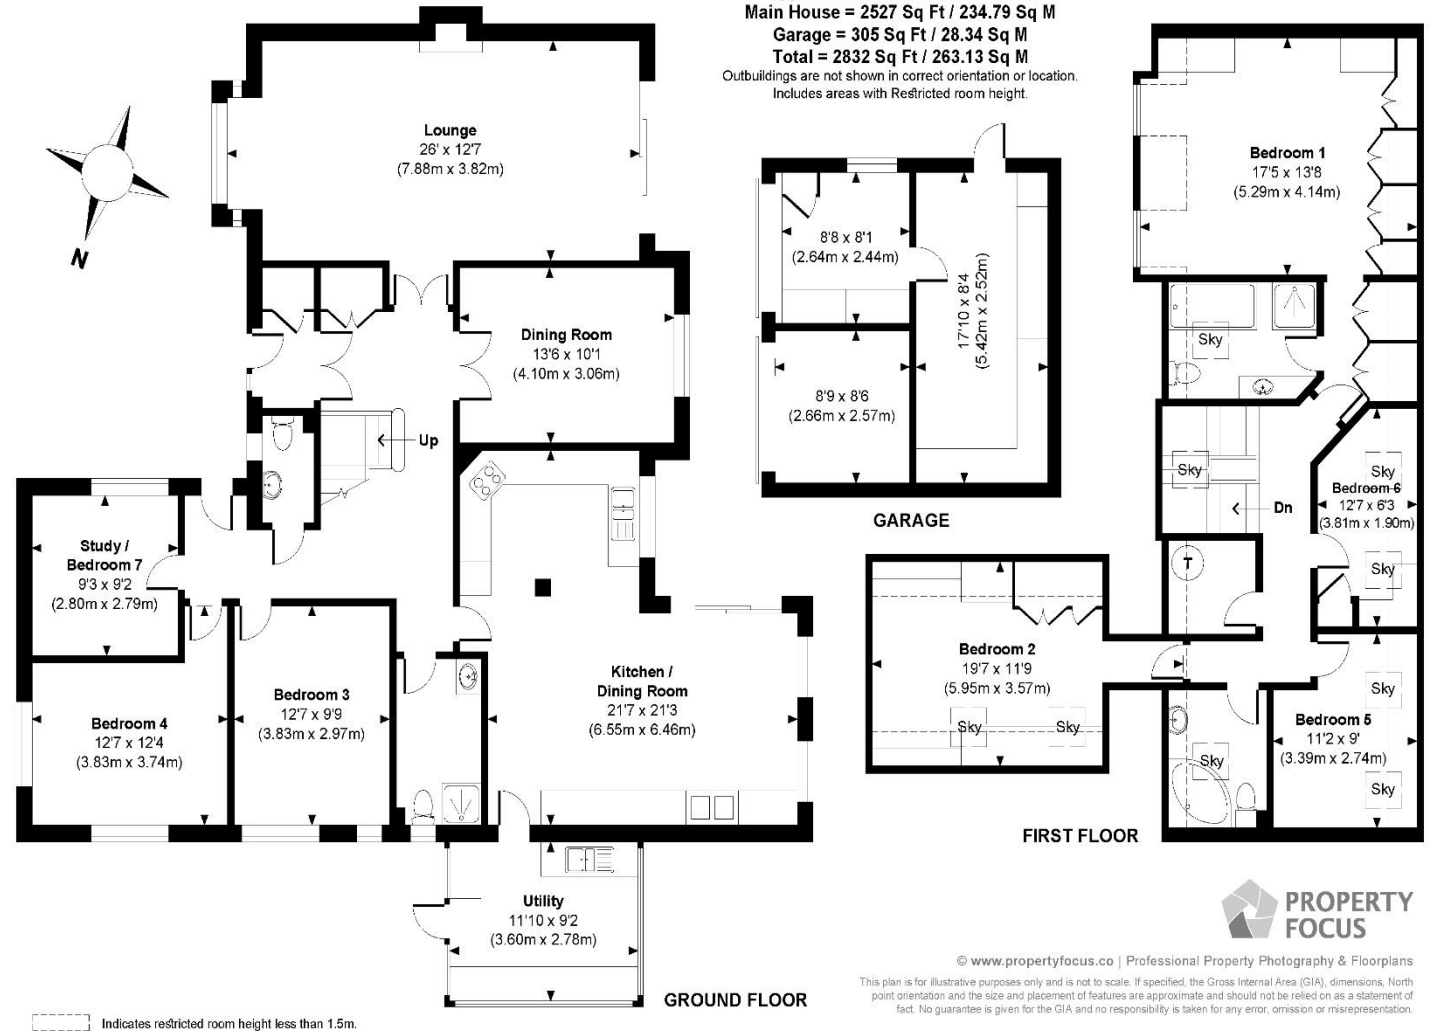 Main House = 2527 Sq Ft / 234.79 Sq M
Garage = 305 Sq Ft / 28.34 Sq M
Total = 2832 Sq Ft / 263.13 Sq M
Outbuildings are not shown in correct orientation or location.
Includes areas with Restricted room height.
N
Lounge
26' x 12'7
(7.88m x 3.82m)
Dining Room
13'6 x 10'1
(4.10m x 3.06m)
Up
Study /
Bedroom 7
9'3 x 9'2
(2.80m x 2.79m)
Bedroom 4
12'7 x 12'4
(3.83m x 3.74m)
Bedroom 3
12'7 x 9'9
(3.83m x 2.97m)
Kitchen /
Dining Room
21'7 x 21'3
(6.55m x 6.46m)
Utility
11'10 x 9'2
(3.60m x 2.78m)
GROUND FLOOR
8'8 x 8'1
(2.64m x 2.44m)
17'10 x 8'4
(5.42m x 2.52m)
8'9 x 8'6
(2.66m x 2.57m)
GARAGE
Bedroom 1
17'5 x 13'8
(5.29m x 4.14m)
Sky
Sky
Dn
Sky
Bedroom 6
12'7 x 6'3
(3.81m x 1.90m)
Sky
T
Bedroom 2
19'7 x 11'9
(5.95m x 3.57m)
Sky
Sky
Sky
Sky
Bedroom 5
11'2 x 9'
(3.39m x 2.74m)
Sky
FIRST FLOOR
PROPERTY
FOCUS
© www.propertyfocus.co | Professional Property Photography & Floorplans
This plan is for illustrative purposes only and is not to scale. If specified, the Gross Internal Area (GIA), dimensions, North
point orientation and the size and placement of features are approximate and should not be relied on as a statement of
fact. No guarantee is given for the GIA and no responsibility is taken for any error, omission or misrepresentation.
Indicates restricted room height less than 1.5m.